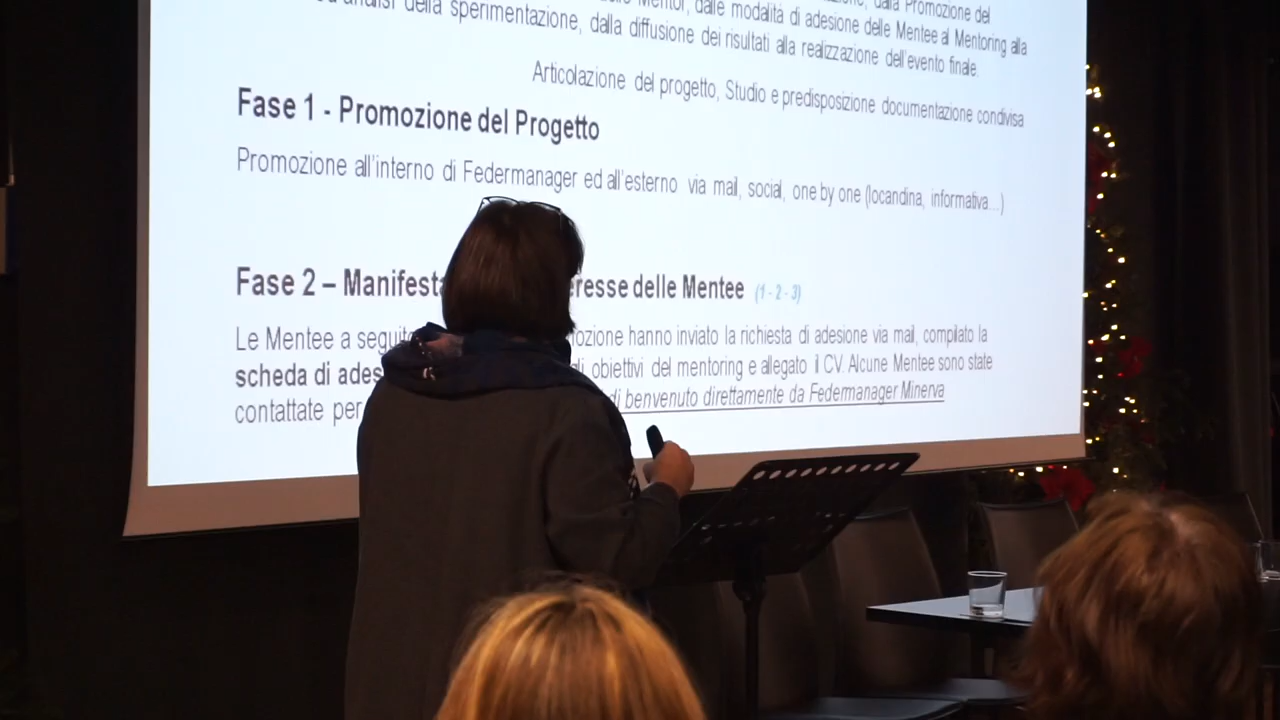 Mentor, dalle modalità di adesione delle Mentee al Mentoring alla
analisi della sperimentazione, dalla diffusione dei risultati alla realizzazione dell'evento finale.
Articolazione del progetto, Studio e predisposizione documentazione condivisa
Fase 1 - Promozione del Progetto
Promozione all'interno di Federmanager ed all'esterno via mail, social, one by one (locandina, informativa...)
Fase 2 – Manifesta eresse delle Mentee (1 - 2 - 3)
Le Mentee a seguito ozione hanno inviato la richiesta di adesione via mail, compilato la
scheda di ades gli obiettivi del mentoring e allegato il CV. Alcune Mentee sono state
contattate per di benvenuto direttamente da Federmanager Minerva